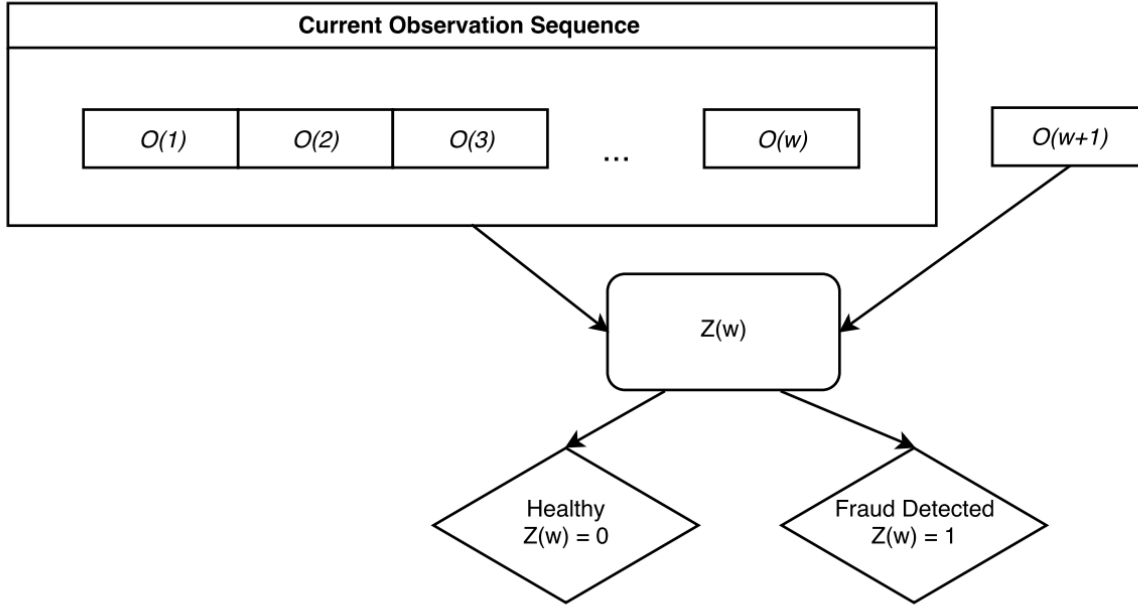 Current Observation Sequence
O(1) O(2) O(3) ... O(w) O(w+1)
Z(w)
Healthy
Z(w) = 0
Fraud Detected
Z(w) = 1